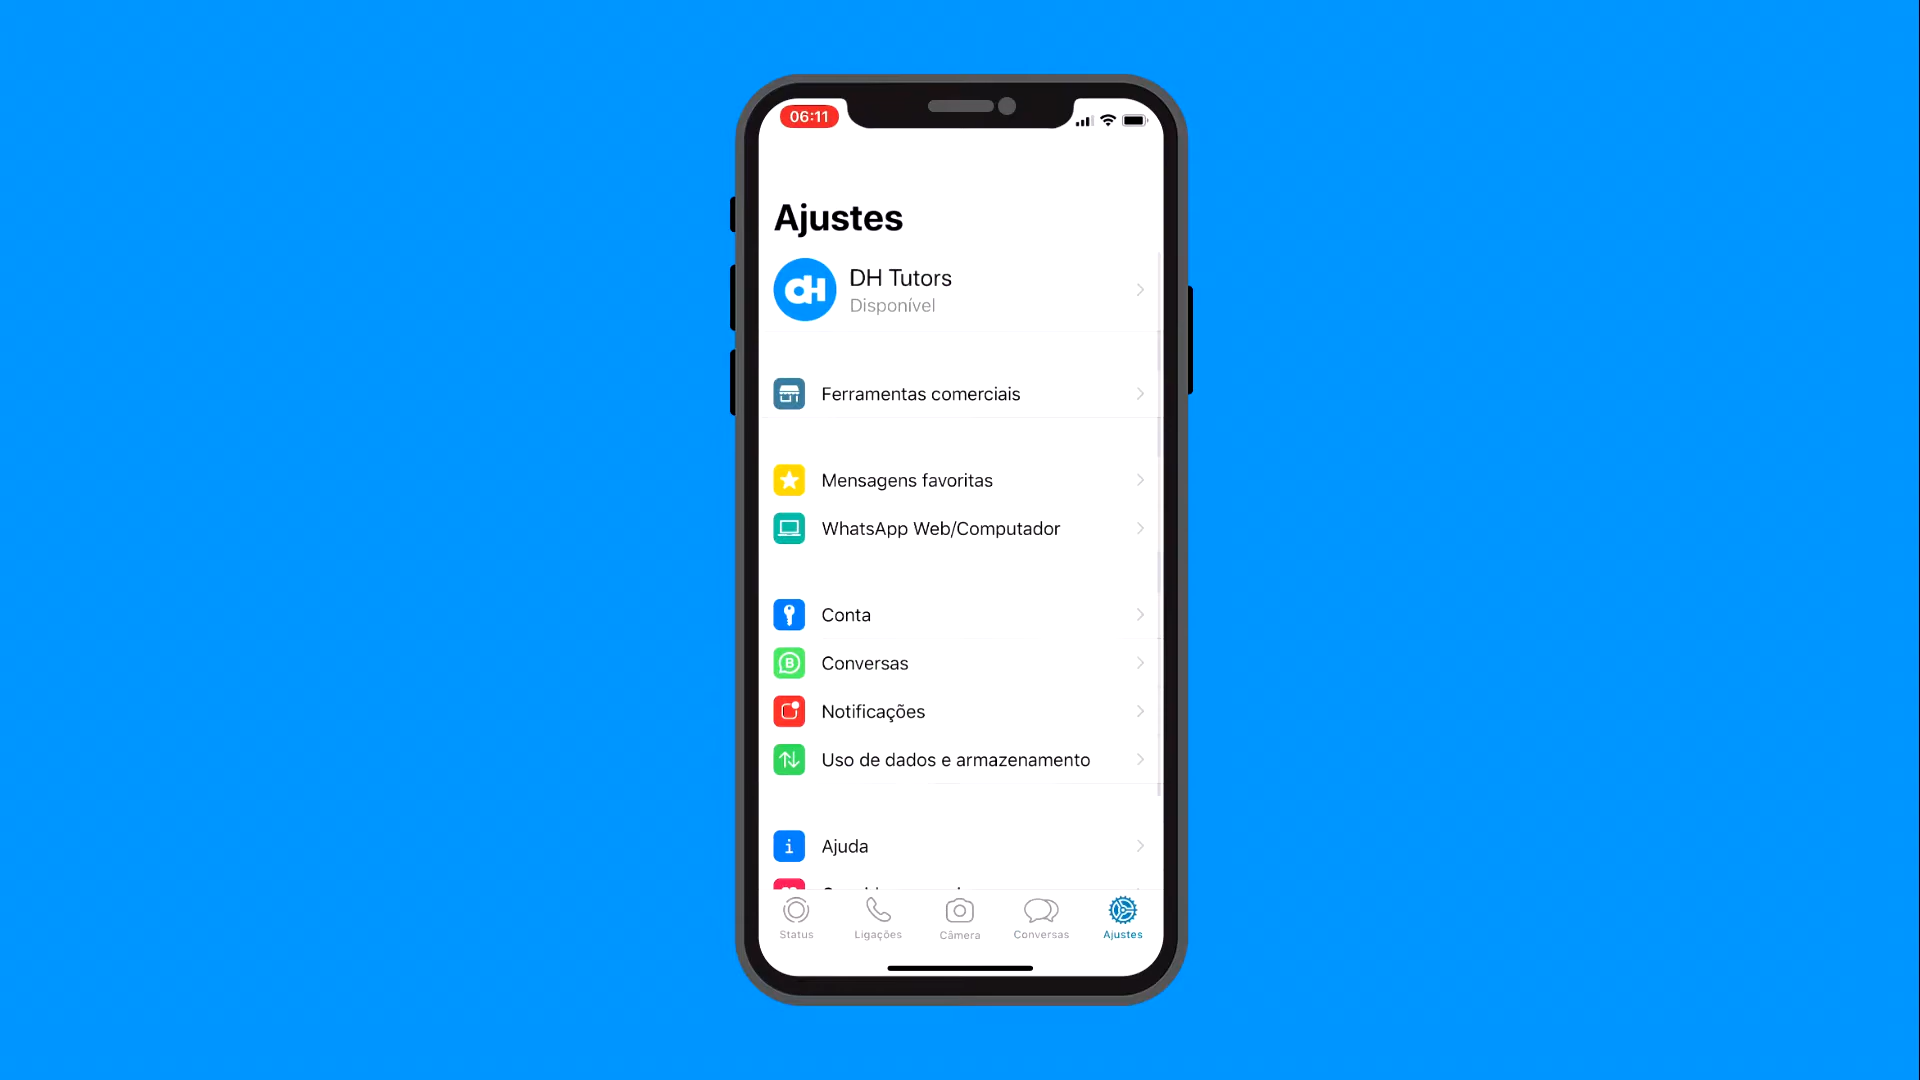 06:11
Ajustes
dH
DH Tutors
Disponível
Ferramentas comerciais
Mensagens favoritas
WhatsApp Web/Computador
Conta
B
Conversas
Notificações
Uso de dados e armazenamento
i
Ajuda
Status
Ligações
Câmera
Conversas
Ajustes